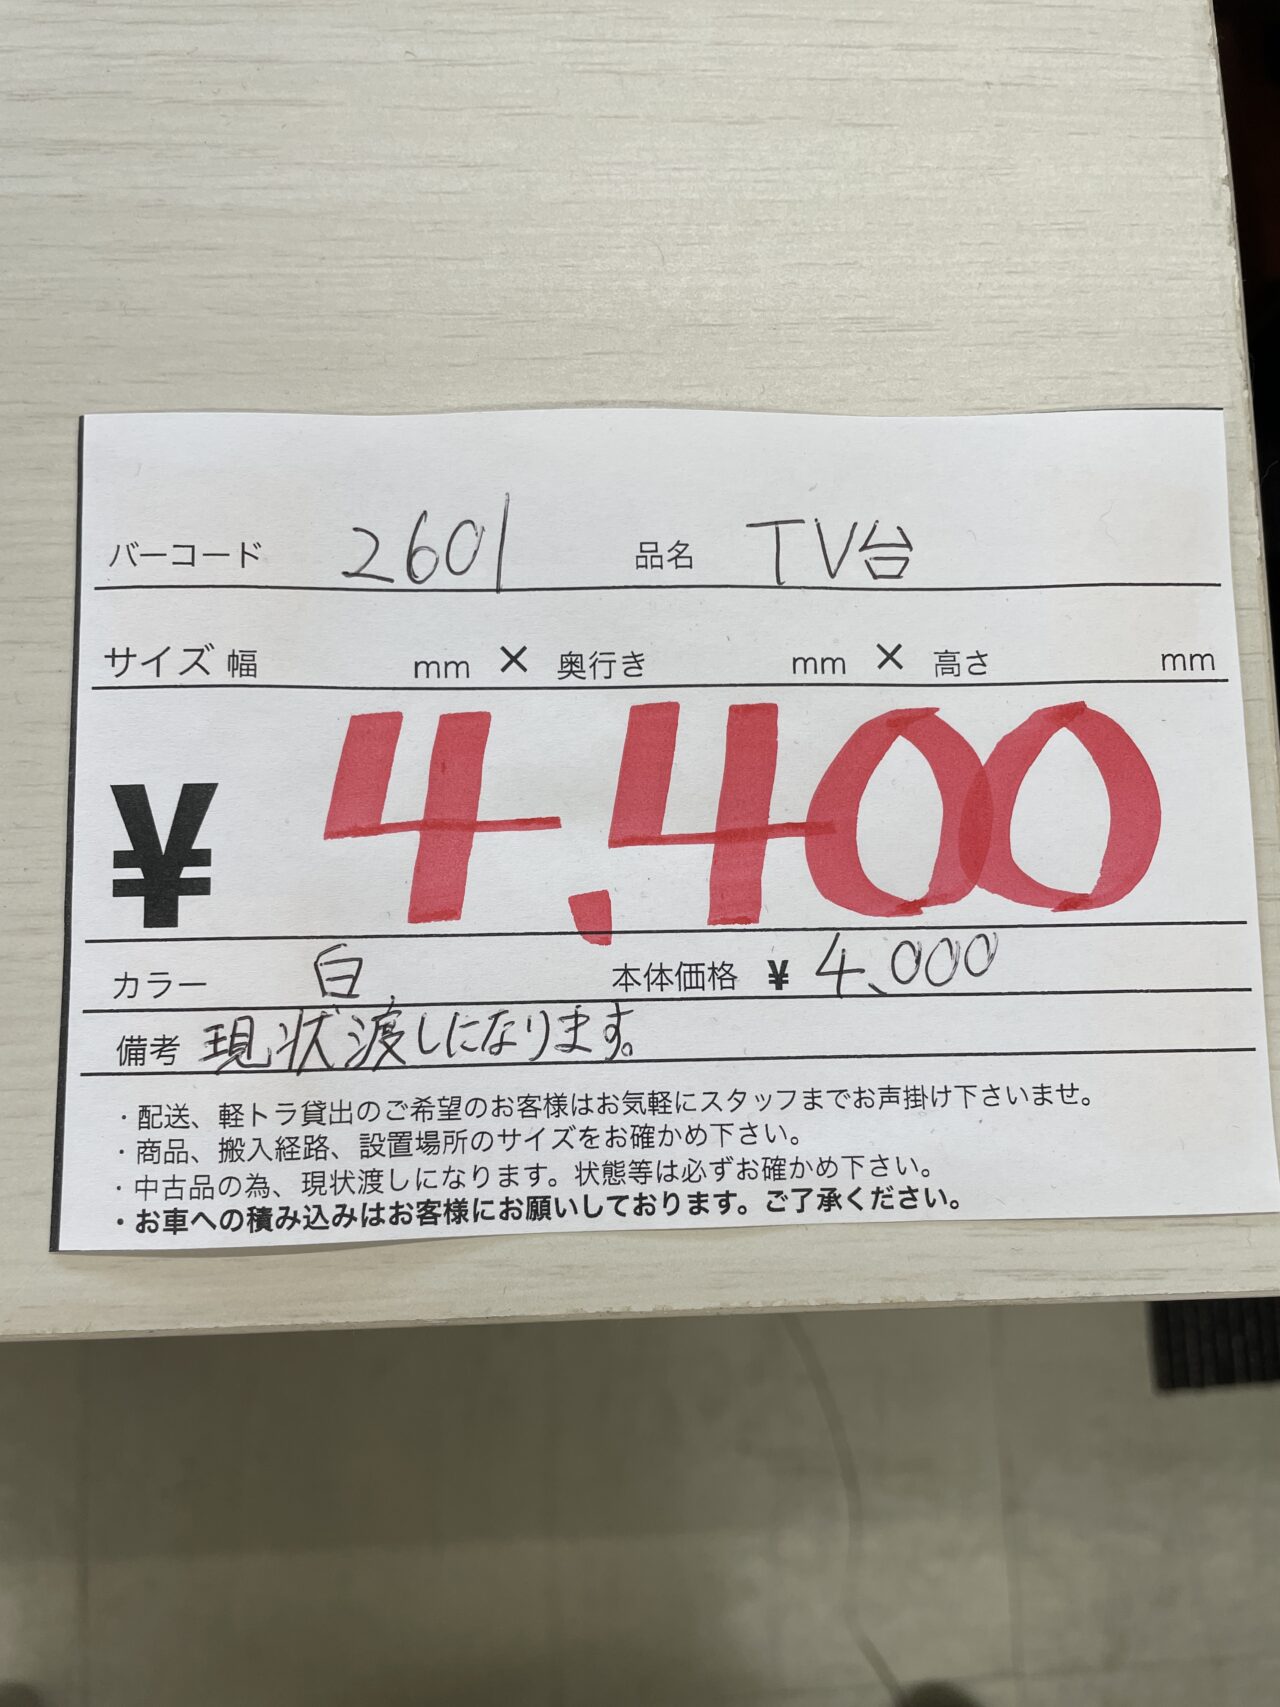 バーコード 2601 品名 TV台
サイズ 幅 mm × 奥行き mm × 高さ mm
¥ 4,400
カラー 白 本体価格 ¥ 4,000
備考 現状渡しになります。
・配送、軽トラ貸出のご希望のお客様はお気軽にスタッフまでお声掛け下さいませ。
・商品、搬入経路、設置場所のサイズをお確かめ下さい。
・中古品の為、現状渡しになります。状態等は必ずお確かめ下さい。
・お車への積み込みはお客様にお願いしております。ご了承ください。